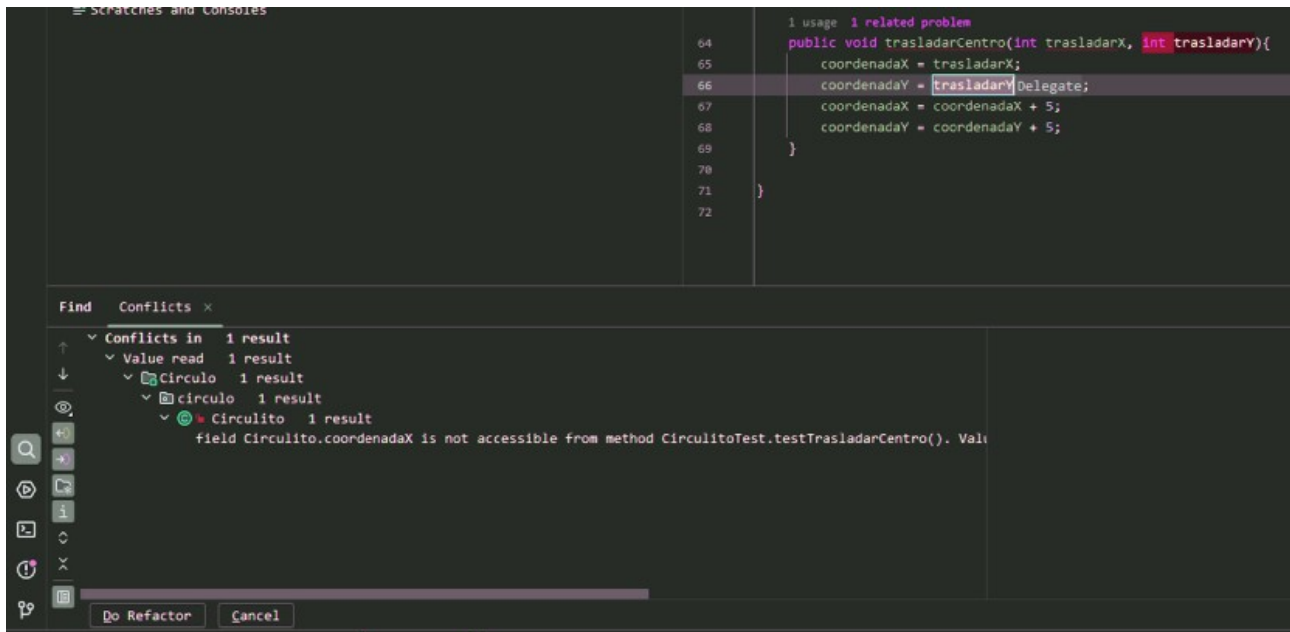 Scratches and Consoles
1 usage 1 related problem
64 public void trasladarCentro(int trasladarX, int trasladarY){
65 coordenadaX = trasladarX;
66 coordenadaY = trasladarY Delegate;
67 coordenadaX = coordenadaX + 5;
68 coordenadaY = coordenadaY + 5;
69 }
70
71 }
72
Find Conflicts ×
Conflicts in 1 result
Value read 1 result
Circulo 1 result
circulo 1 result
Circulito 1 result
field Circulito.coordenadaX is not accessible from method CirculitoTest.testTrasladarCentro(). Valu
Do Refactor Cancel